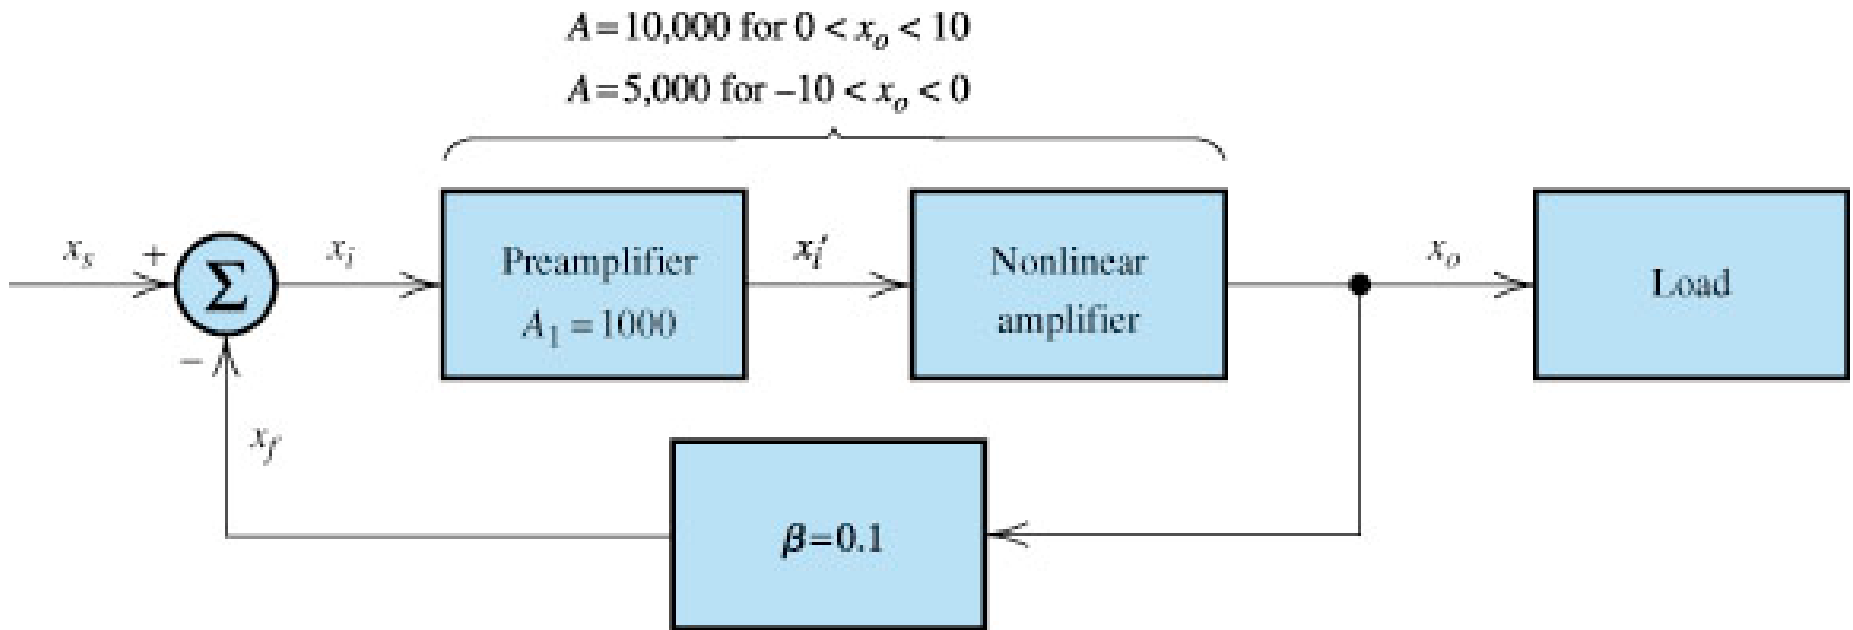 A=10,000 for 0 < x_o < 10
A=5,000 for −10 < x_o < 0
x_s
+
Σ
−
x_i
Preamplifier
A_1 = 1000
x_i′
Nonlinear
amplifier
x_o
Load
x_f
β=0.1